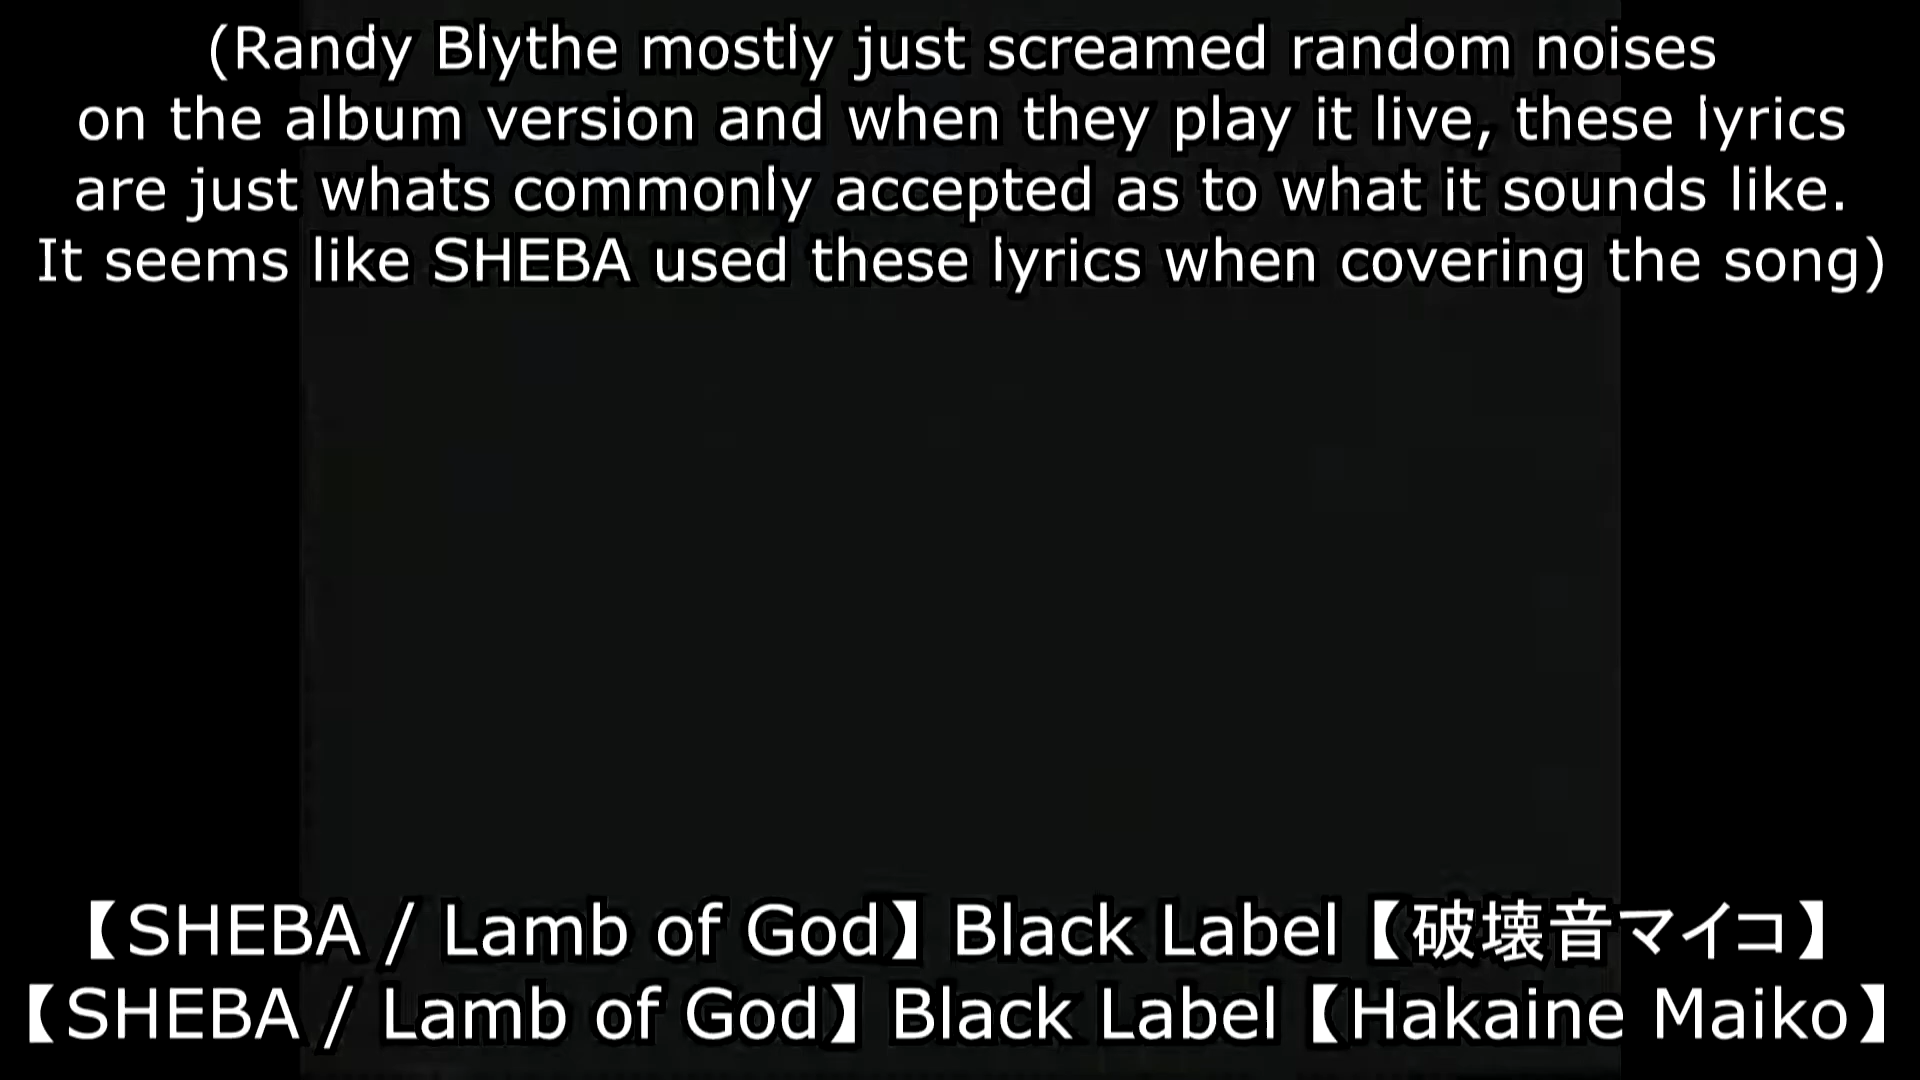 (Randy Blythe mostly just screamed random noises
on the album version and when they play it live, these lyrics
are just whats commonly accepted as to what it sounds like.
It seems like SHEBA used these lyrics when covering the song)
【SHEBA / Lamb of God】Black Label【破壊音マイコ】
【SHEBA / Lamb of God】Black Label【Hakaine Maiko】